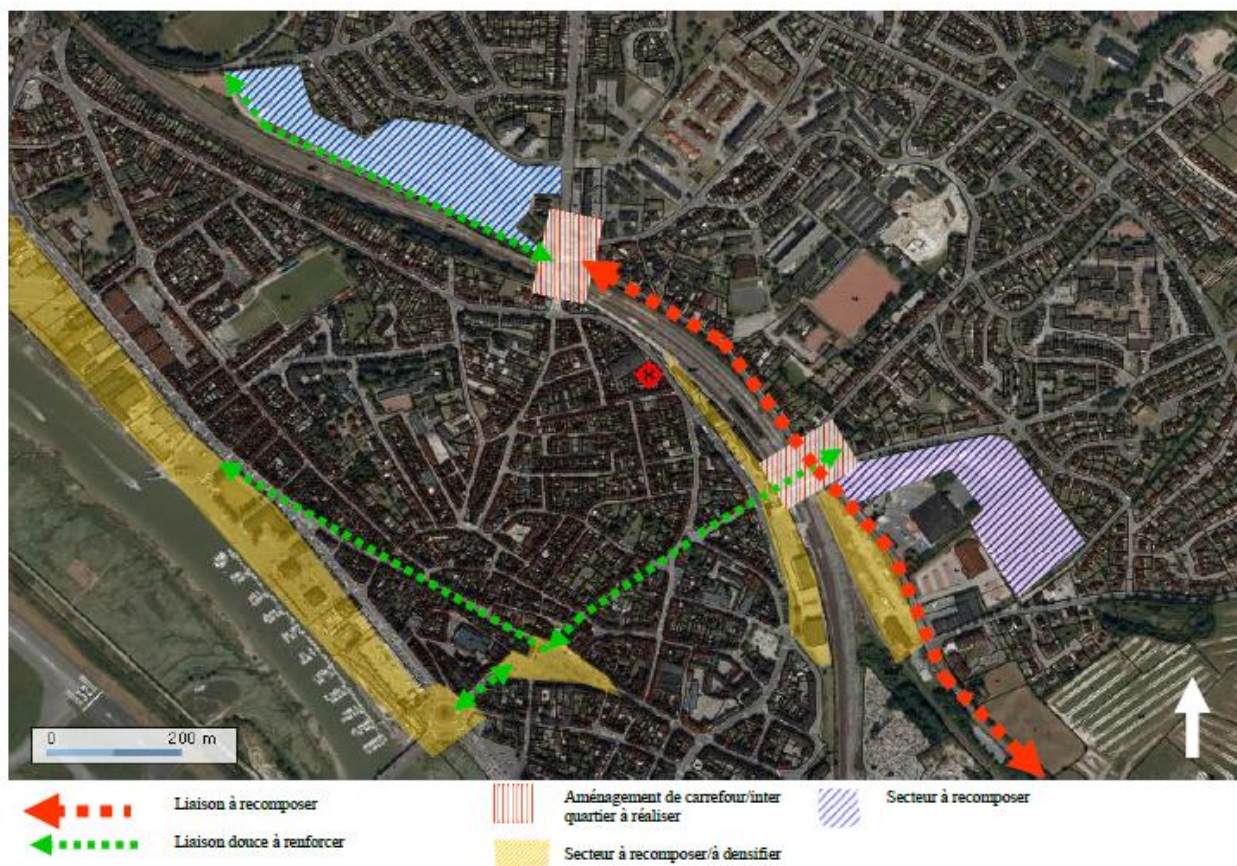 0 200 m
Liaison à recomposer
Liaison douce à renforcer
Aménagement de carrefour/inter
quartier à réaliser
Secteur à recomposer/à densifier
Secteur à recomposer